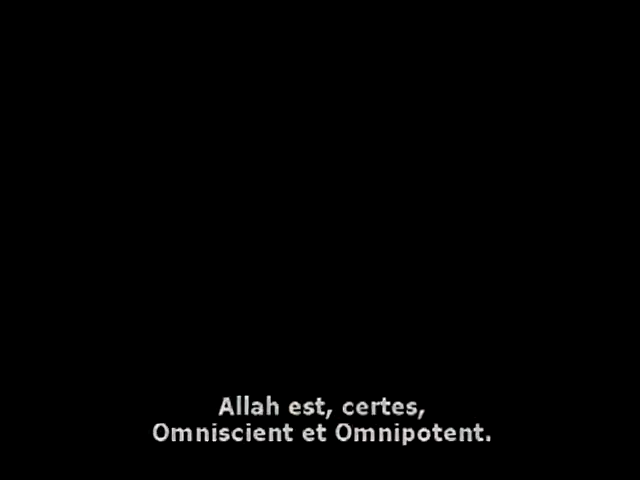 Allah est, certes,
Omniscient et Omnipotent.